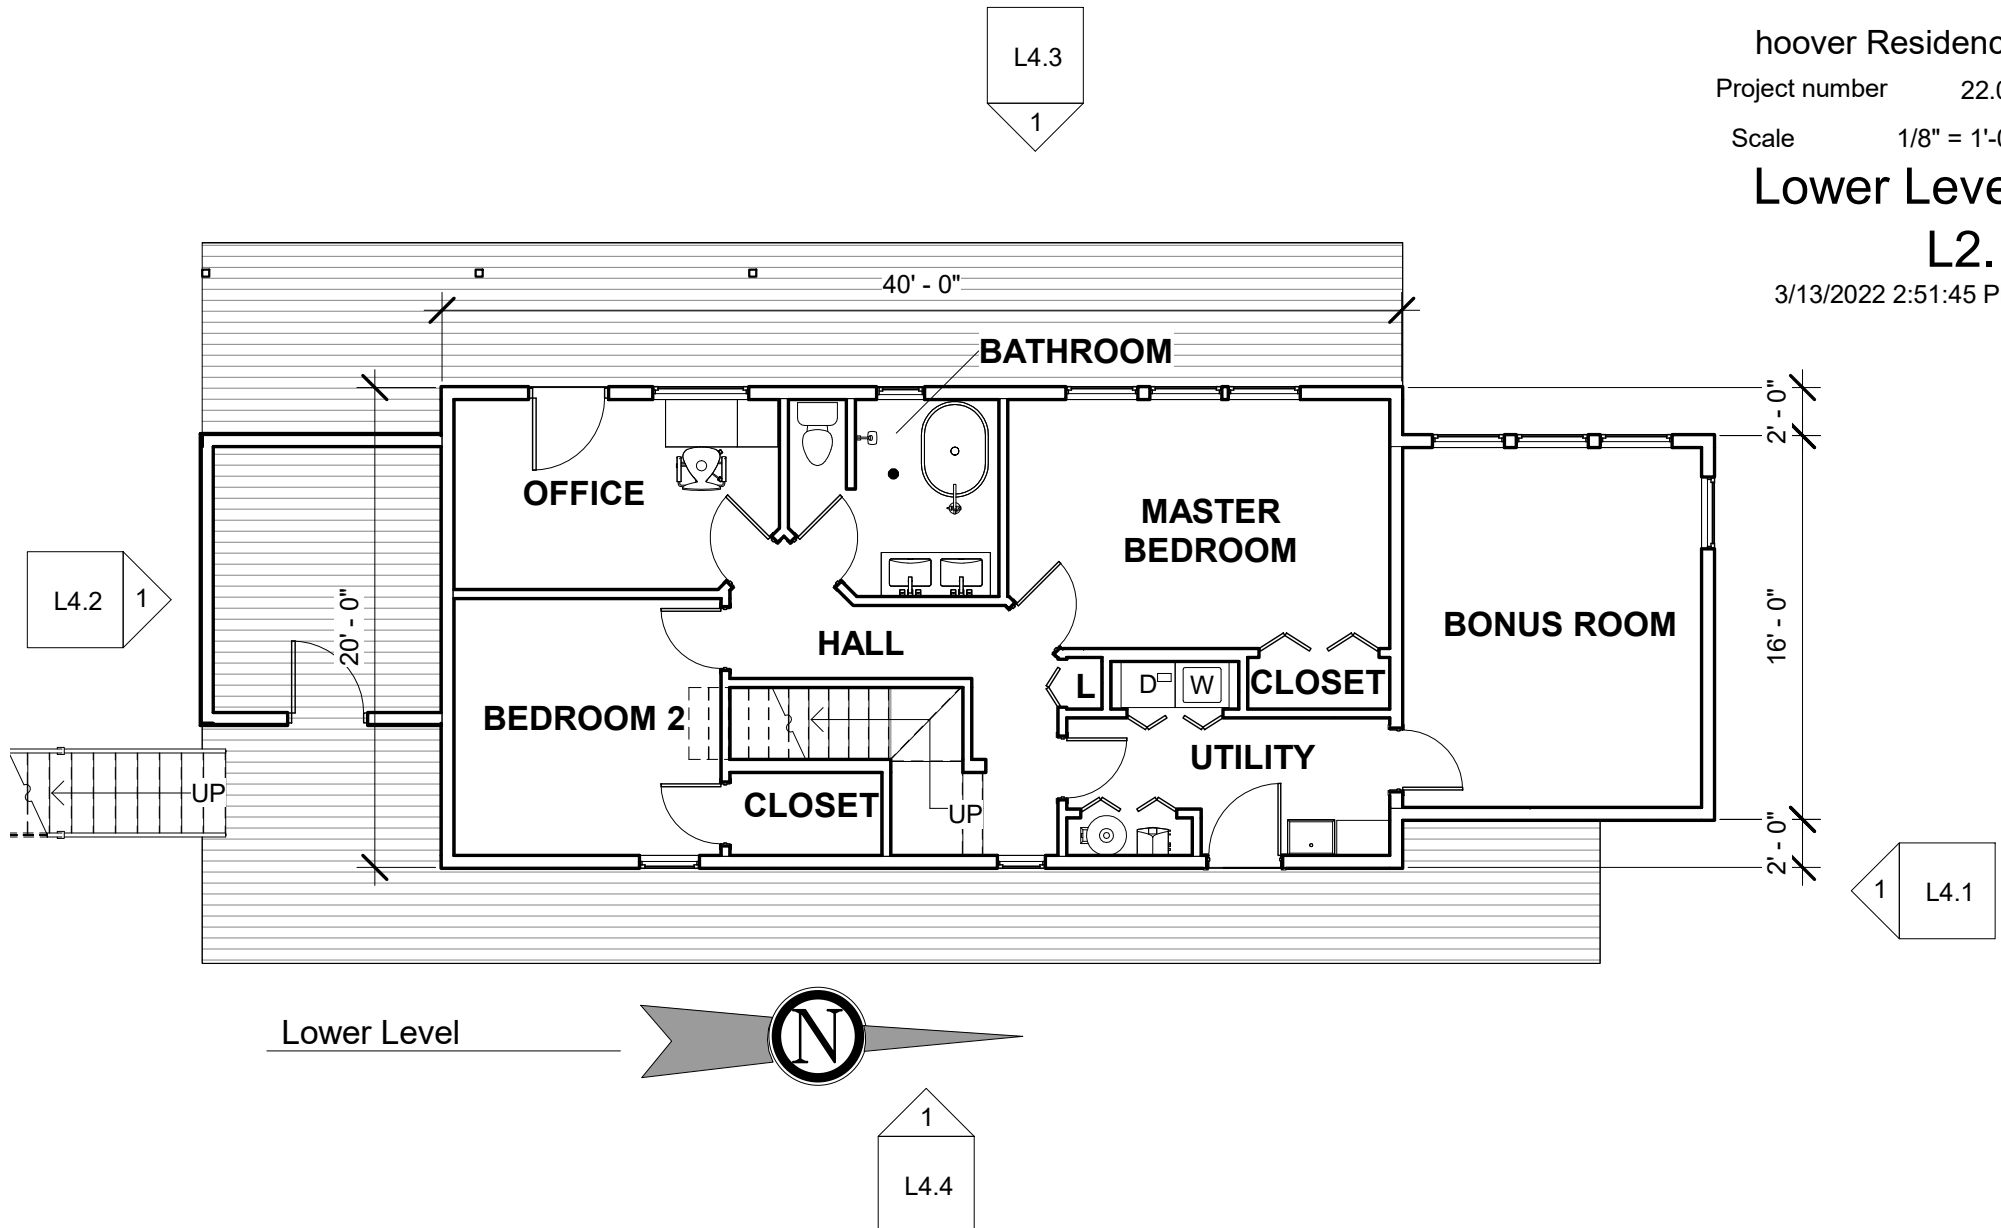 L4.3
1
hoover Residenc
Project number 22.0
Scale 1/8" = 1'-0
Lower Leve
L2.
3/13/2022 2:51:45 P
40' - 0"
BATHROOM
2' - 0"
OFFICE
MASTER
BEDROOM
L4.2 1
20' - 0"
HALL
BONUS ROOM
16' - 0"
L
D
W
CLOSET
BEDROOM 2
UTILITY
UP
CLOSET
UP
2' - 0"
1 L4.1
Lower Level
N
1
L4.4